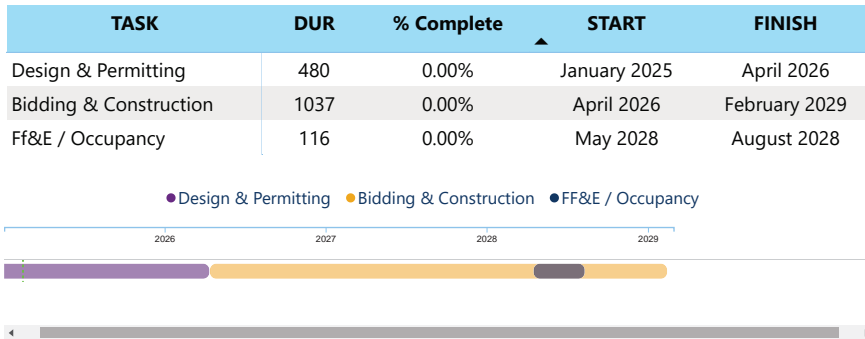 TASK DUR % Complete START FINISH
Design & Permitting 480 0.00% January 2025 April 2026
Bidding & Construction 1037 0.00% April 2026 February 2029
Ff&E / Occupancy 116 0.00% May 2028 August 2028
Design & Permitting Bidding & Construction FF&E / Occupancy
2026 2027 2028 2029